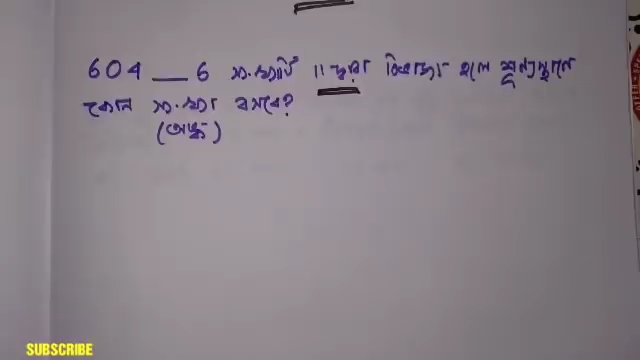 604 __ 6 সংখ্যাটি 11 দ্বারা বিভাজ্য হলে শূন্যস্থানে
কোন সংখ্যা বসবে?
(অঙ্ক)
SUBSCRIBE